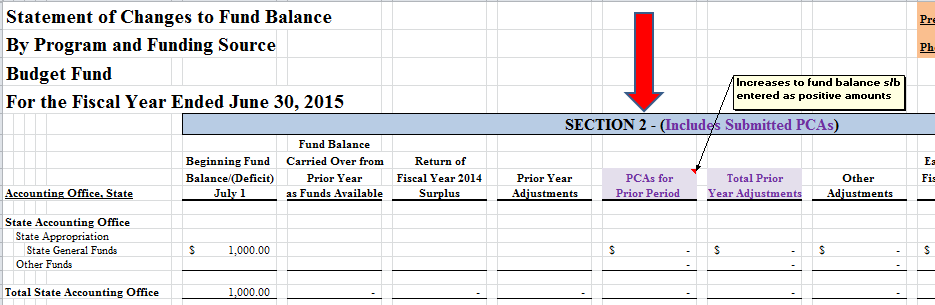 Statement of Changes to Fund Balance
By Program and Funding Source
Budget Fund
For the Fiscal Year Ended June 30, 2015
Increases to fund balance s/b
entered as positive amounts
SECTION 2 - (Includes Submitted PCAs)
Fund Balance
Beginning Fund Carried Over from Return of
Balance/(Deficit) Prior Year Fiscal Year 2014 Prior Year PCAs for Total Prior Other
Accounting Office, State July 1 as Funds Available Surplus Adjustments Prior Period Year Adjustments Adjustments
State Accounting Office
State Appropriation
State General Funds $ 1,000.00 $ - $ - $ - $
Other Funds - - -
Total State Accounting Office 1,000.00 - - - - - -